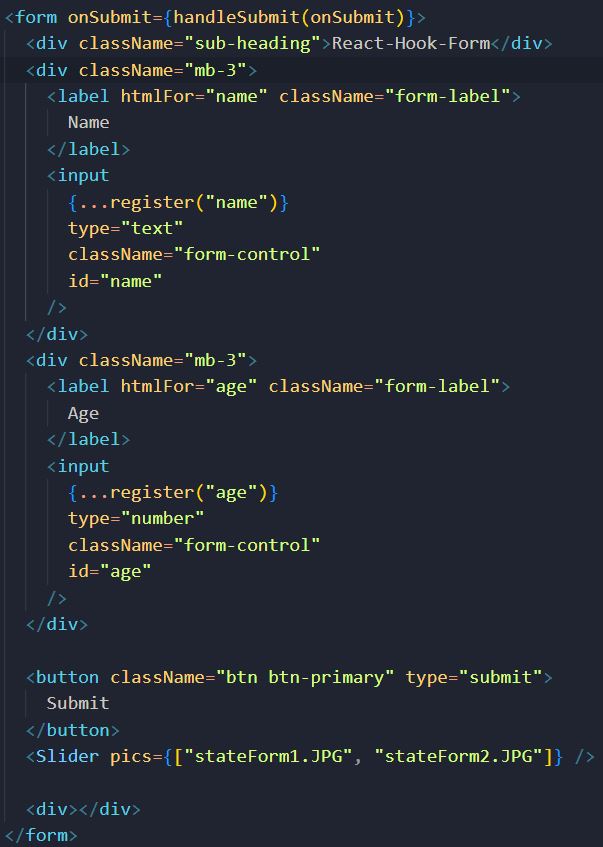 <form onSubmit={handleSubmit(onSubmit)}>
<div className="sub-heading">React-Hook-Form</div>
<div className="mb-3">
<label htmlFor="name" className="form-label">
Name
</label>
<input
{...register("name")}
type="text"
className="form-control"
id="name"
/>
</div>
<div className="mb-3">
<label htmlFor="age" className="form-label">
Age
</label>
<input
{...register("age")}
type="number"
className="form-control"
id="age"
/>
</div>
<button className="btn btn-primary" type="submit">
Submit
</button>
<Slider pics={["stateForm1.JPG", "stateForm2.JPG"]} />
<div></div>
</form>